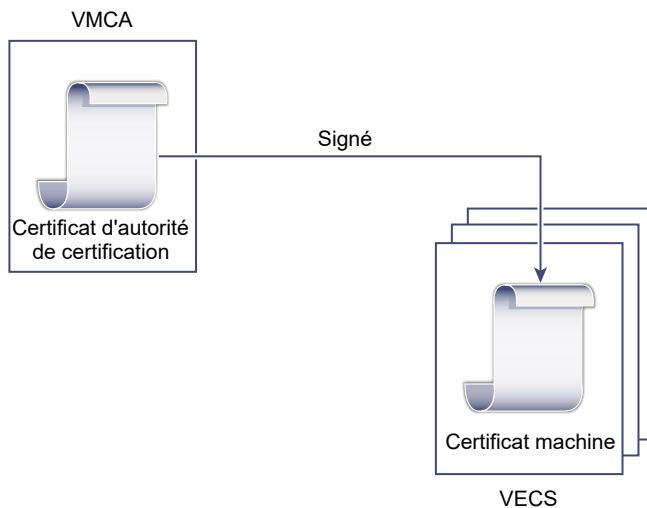 VMCA
Signé
Certificat d'autorité
de certification
Certificat machine
VECS